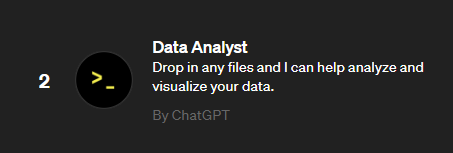 2
>_
Data Analyst
Drop in any files and I can help analyze and
visualize your data.
By ChatGPT